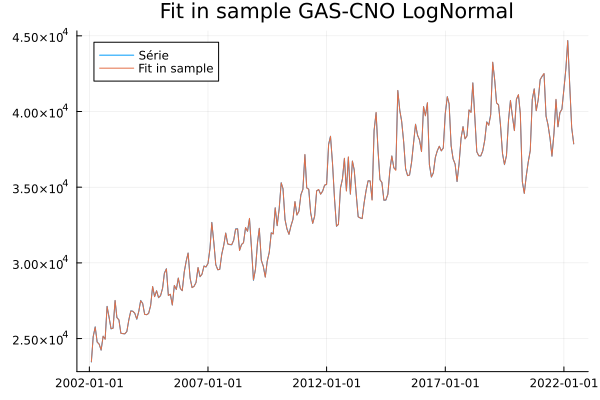 Fit in sample GAS-CNO LogNormal
Série
Fit in sample
4.50×10⁴
4.00×10⁴
3.50×10⁴
3.00×10⁴
2.50×10⁴
2002-01-01 2007-01-01 2012-01-01 2017-01-01 2022-01-01